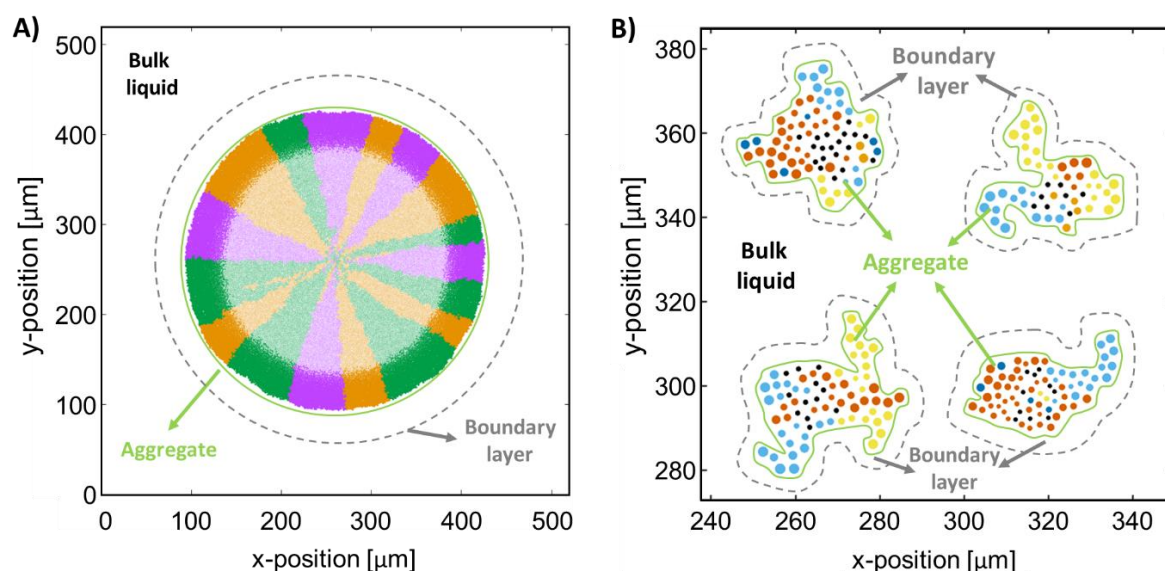 A)
Bulk
liquid
500
400
300
200
100
0
y-position [µm]
Aggregate
Boundary
layer
0
100
200
300
400
500
x-position [µm]
B)
380
360
340
320
300
280
y-position [µm]
Boundary
layer
Bulk
liquid
Aggregate
Boundary
layer
240
260
280
300
320
340
x-position [µm]